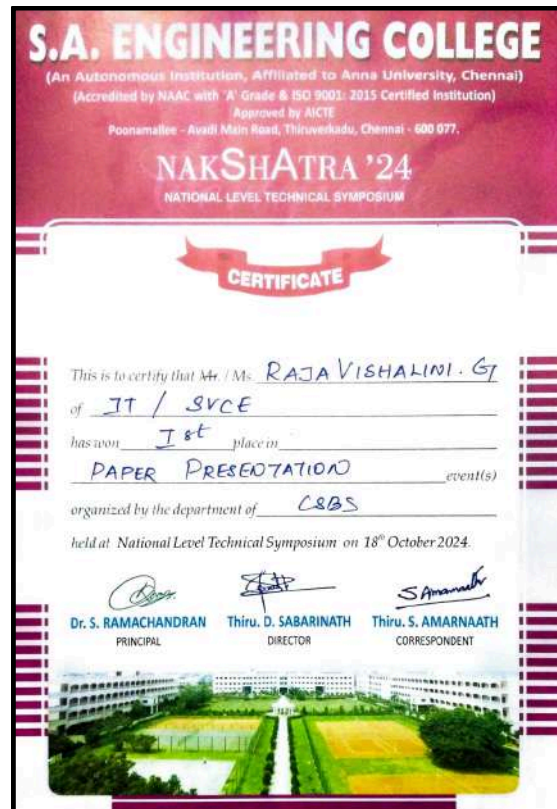 S.A. ENGINEERING COLLEGE
(An Autonomous Institution, Affiliated to Anna University, Chennai)
(Accredited by NAAC with 'A' Grade & ISO 9001: 2015 Certified Institution)
Approved by AICTE
Poonamallee - Avadi Main Road, Thiruverkadu, Chennai - 600 077.
NAKSHATRA '24
NATIONAL LEVEL TECHNICAL SYMPOSIUM
CERTIFICATE
This is to certify that Mr. / Ms. RAJA VISHALINI. G
of IT / SVCE
has won Ist place in
PAPER PRESENTATION event(s)
organized by the department of CSBS
held at National Level Technical Symposium on 18th October 2024.
S Amarnaath
Dr. S. RAMACHANDRAN Thiru. D. SABARINATH Thiru. S. AMARNAATH
PRINCIPAL DIRECTOR CORRESPONDENT